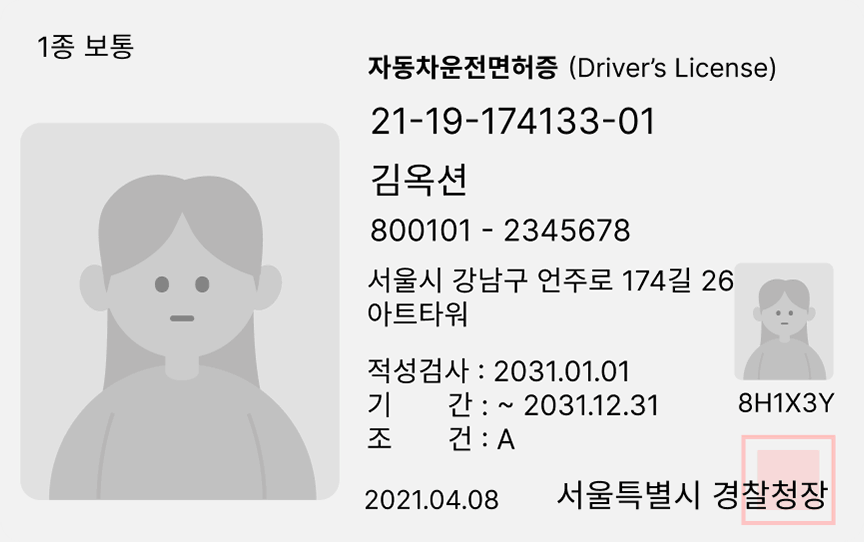 1종 보통
자동차운전면허증 (Driver’s License)
21-19-174133-01
김옥션
800101 - 2345678
서울시 강남구 언주로 174길 26
아트타워
적성검사 : 2031.01.01
기 간 : ~ 2031.12.31
조 건 : A
8H1X3Y
2021.04.08
서울특별시 경찰청장